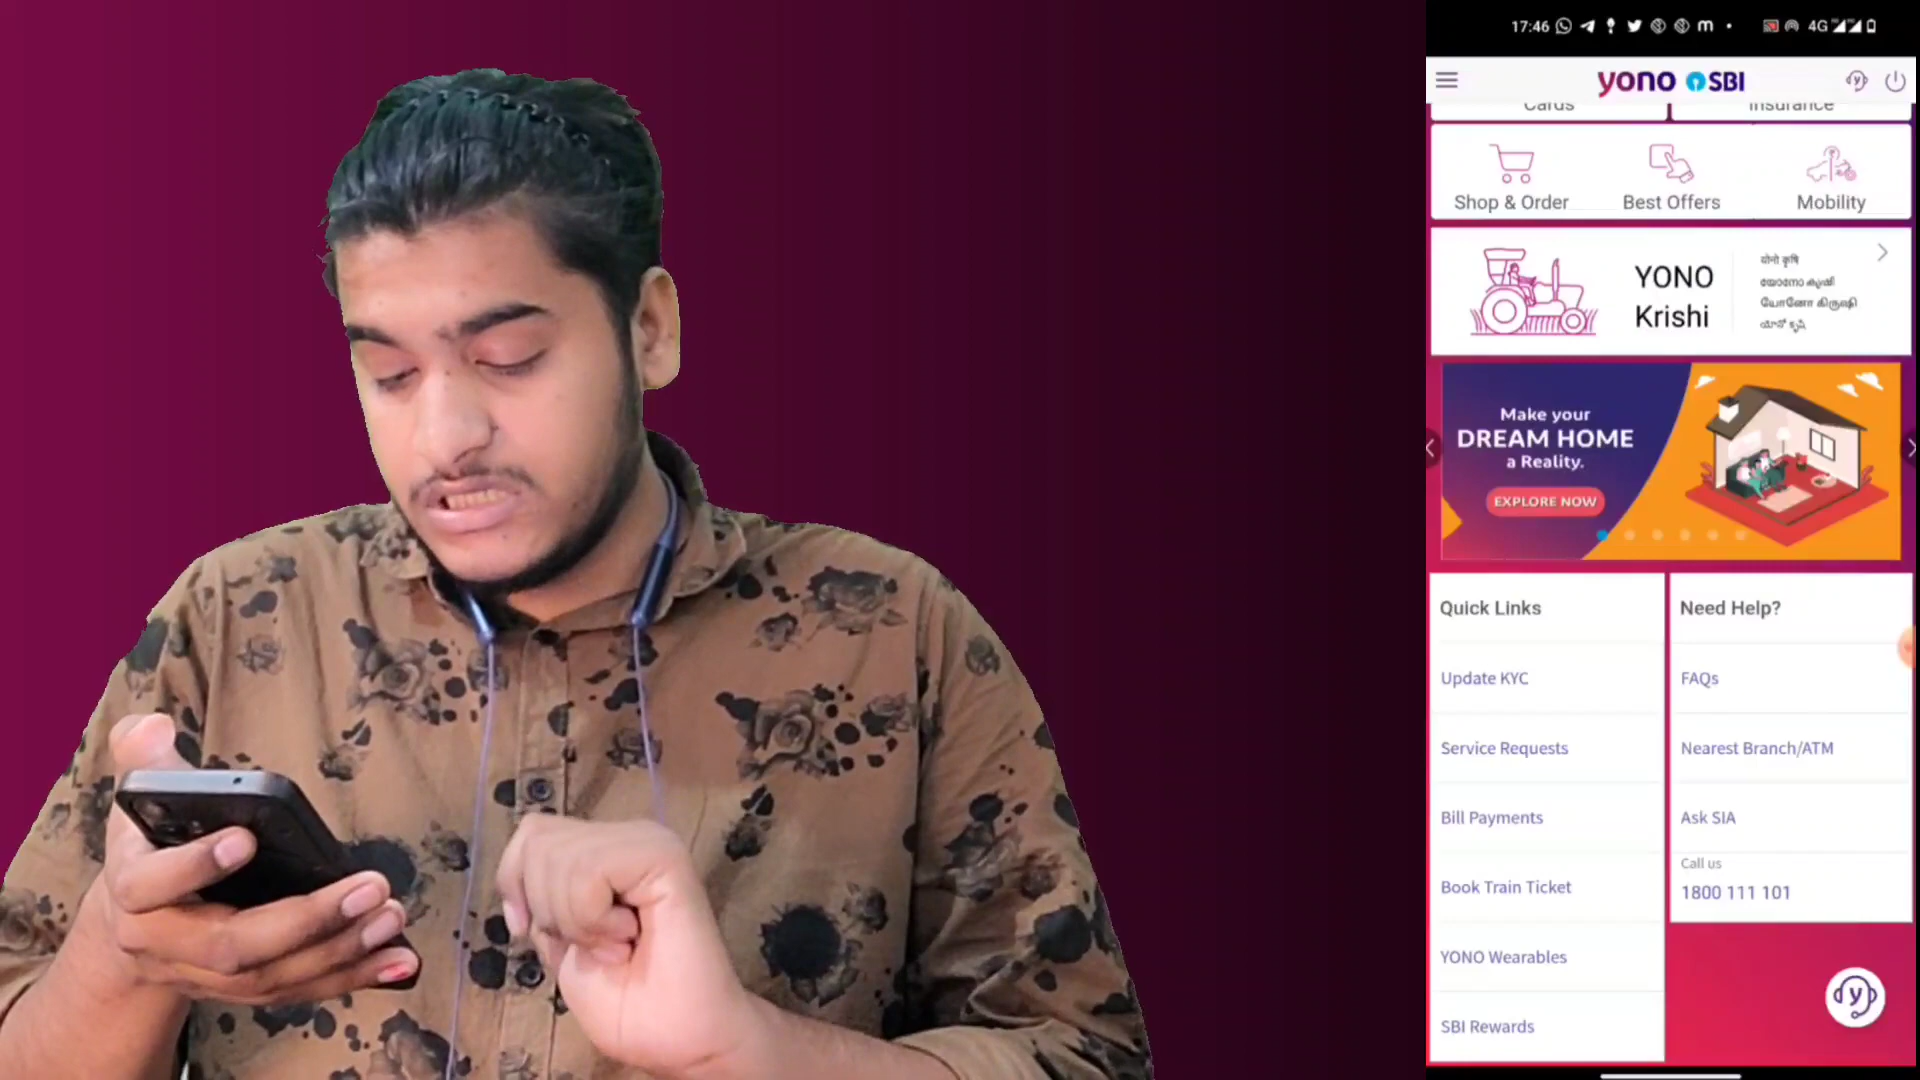 17:46
4G
yono SBI
Cards
Insurance
Shop & Order
Best Offers
Mobility
YONO
Krishi
योनो कृषि
യോനോ കൃഷി
யோனோ கிருஷி
యోనో కృషి
Make your
DREAM HOME
a Reality.
EXPLORE NOW
Quick Links
Update KYC
Service Requests
Bill Payments
Book Train Ticket
YONO Wearables
SBI Rewards
Need Help?
FAQs
Nearest Branch/ATM
Ask SIA
Call us
1800 111 101